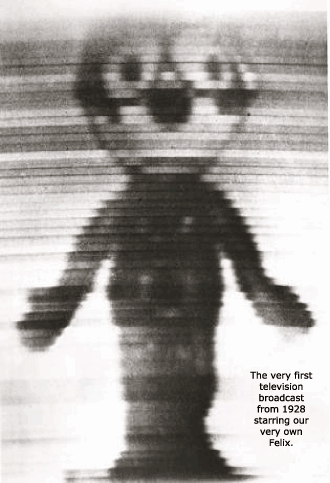 The very first
television
broadcast
from 1928
starring our
very own
Felix.